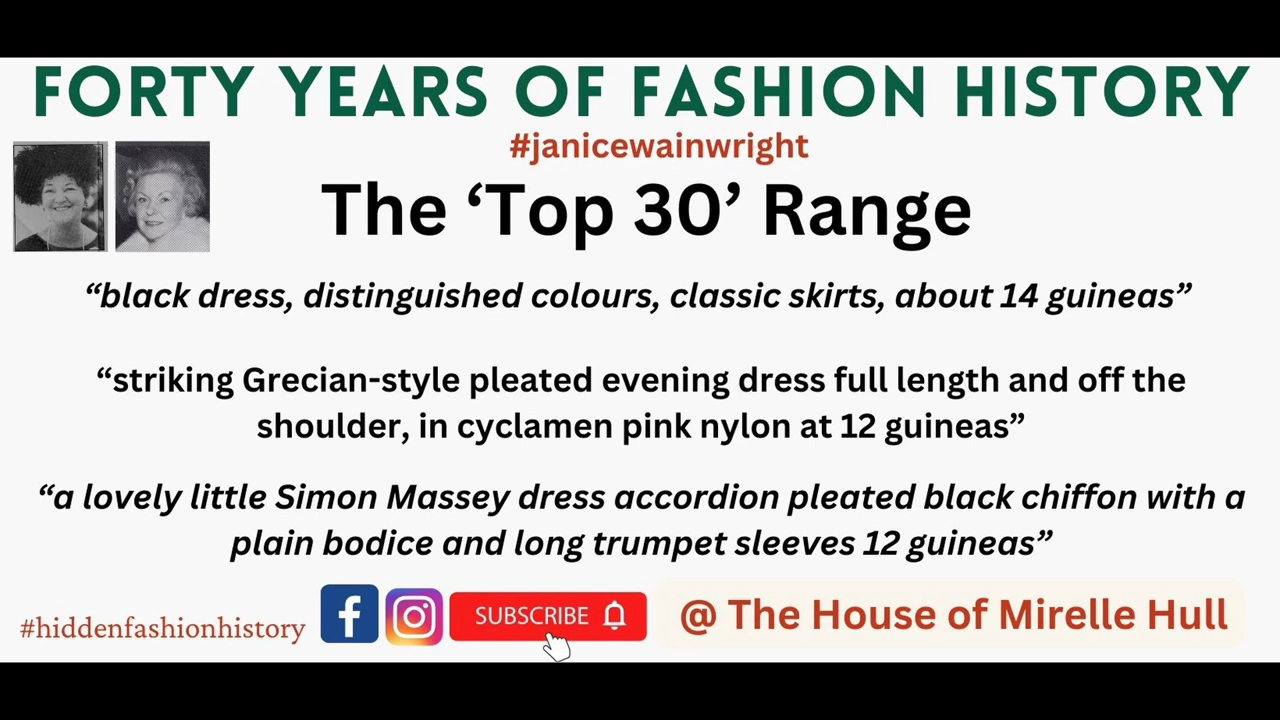 FORTY YEARS OF FASHION HISTORY
#janicewainwright
The ‘Top 30’ Range
“black dress, distinguished colours, classic skirts, about 14 guineas”
“striking Grecian-style pleated evening dress full length and off the
shoulder, in cyclamen pink nylon at 12 guineas”
“a lovely little Simon Massey dress accordion pleated black chiffon with a
plain bodice and long trumpet sleeves 12 guineas”
#hiddenfashionhistory
SUBSCRIBE
@ The House of Mirelle Hull